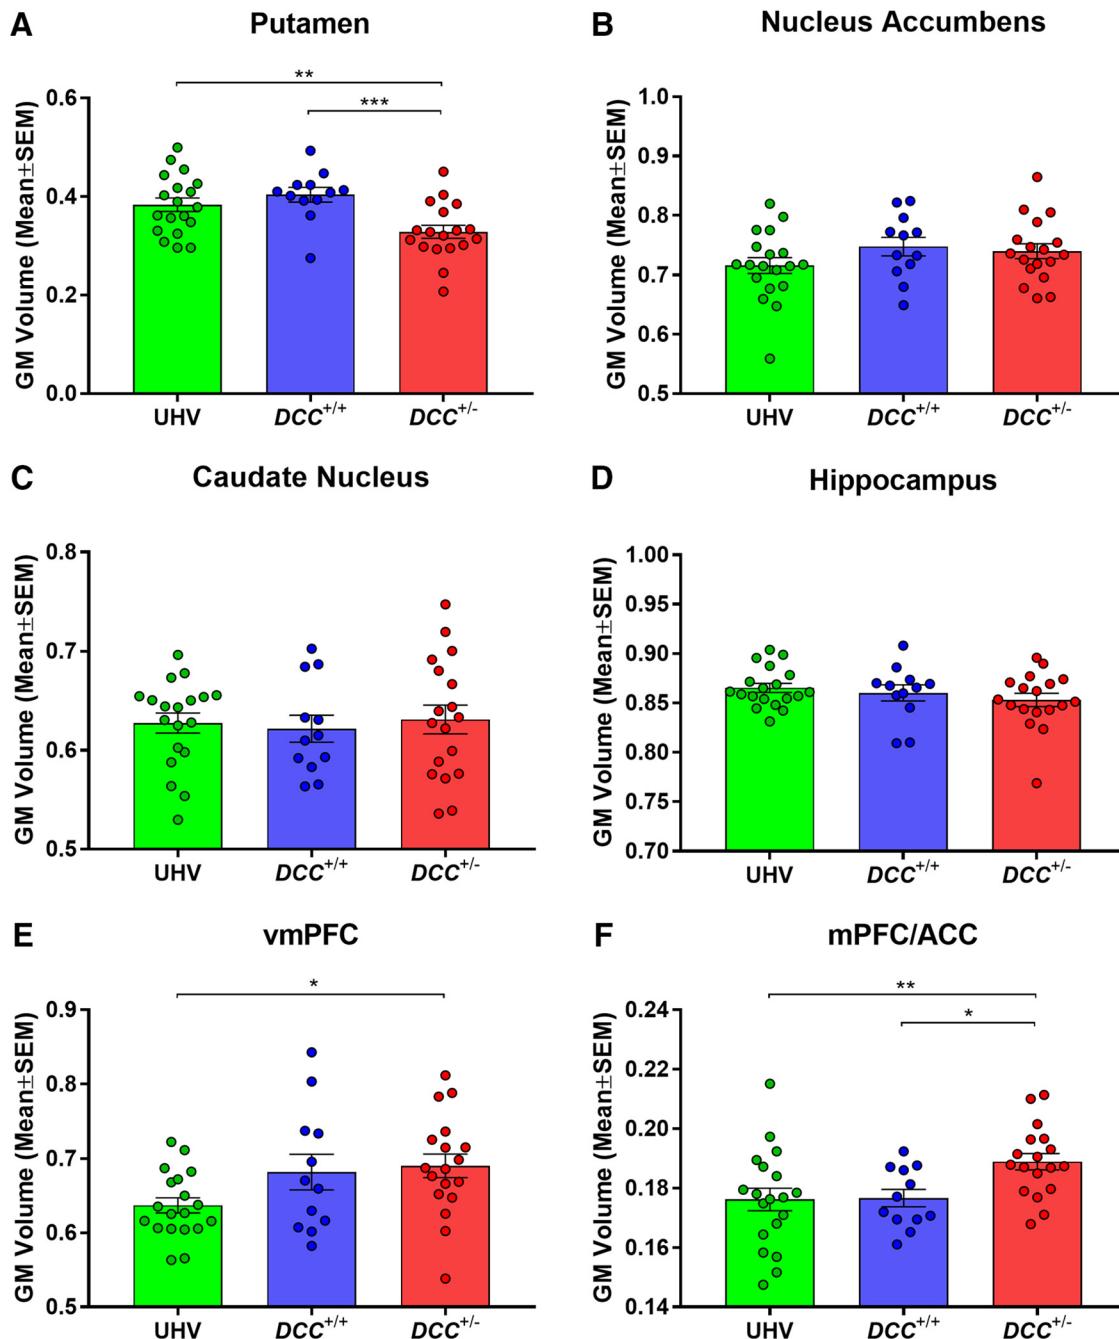 A
Putamen
**
***
GM Volume (Mean±SEM)
0.6
0.4
0.2
0.0
UHV
DCC+/+
DCC+/-
B
Nucleus Accumbens
GM Volume (Mean±SEM)
1.0
0.9
0.8
0.7
0.6
0.5
UHV
DCC+/+
DCC+/-
C
Caudate Nucleus
GM Volume (Mean±SEM)
0.8
0.7
0.6
0.5
UHV
DCC+/+
DCC+/-
D
Hippocampus
GM Volume (Mean±SEM)
1.00
0.95
0.90
0.85
0.80
0.75
0.70
UHV
DCC+/+
DCC+/-
E
vmPFC
*
GM Volume (Mean±SEM)
0.9
0.8
0.7
0.6
0.5
UHV
DCC+/+
DCC+/-
F
mPFC/ACC
**
*
GM Volume (Mean±SEM)
0.24
0.22
0.20
0.18
0.16
0.14
UHV
DCC+/+
DCC+/-